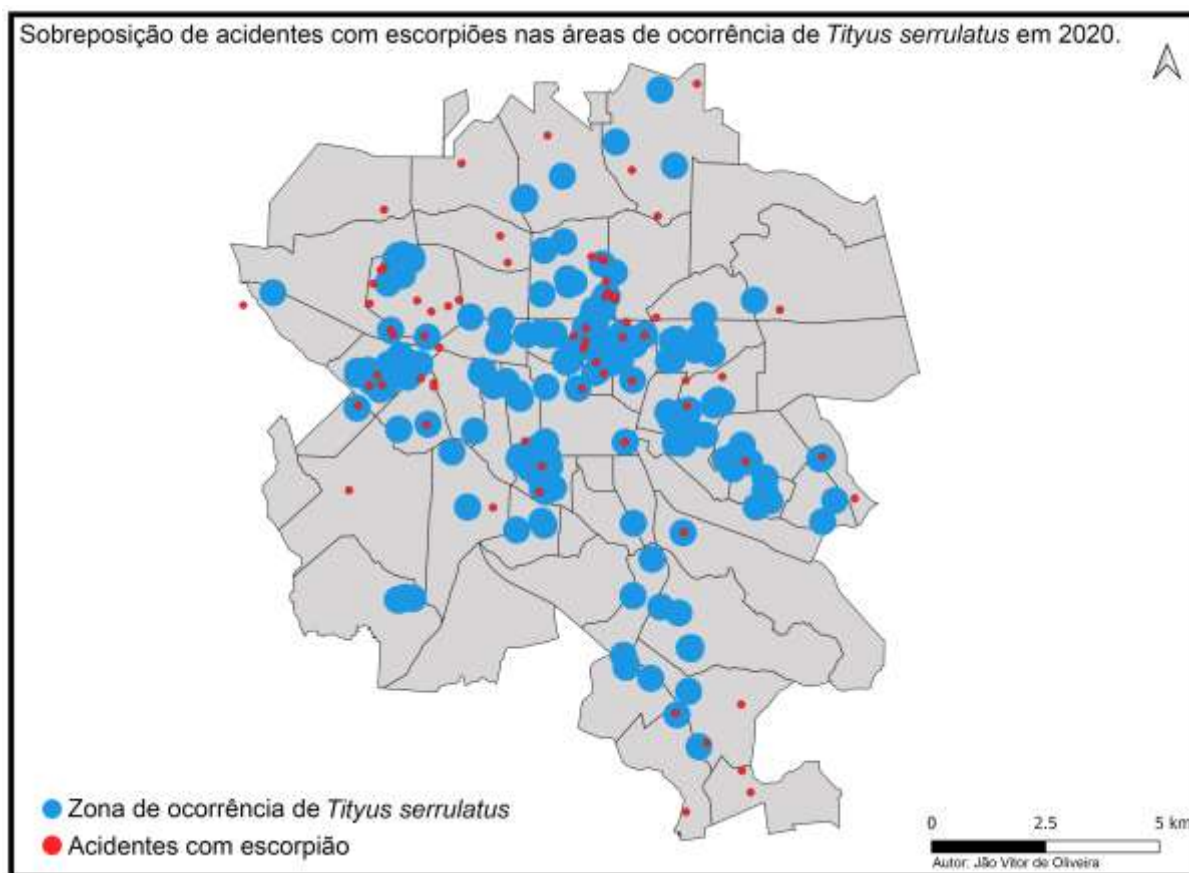 Sobreposição de acidentes com escorpiões nas áreas de ocorrência de Tityus serrulatus em 2020.
Zona de ocorrência de Tityus serrulatus
Acidentes com escorpião
0 2.5 5 km
Autor: Jão Vitor de Oliveira